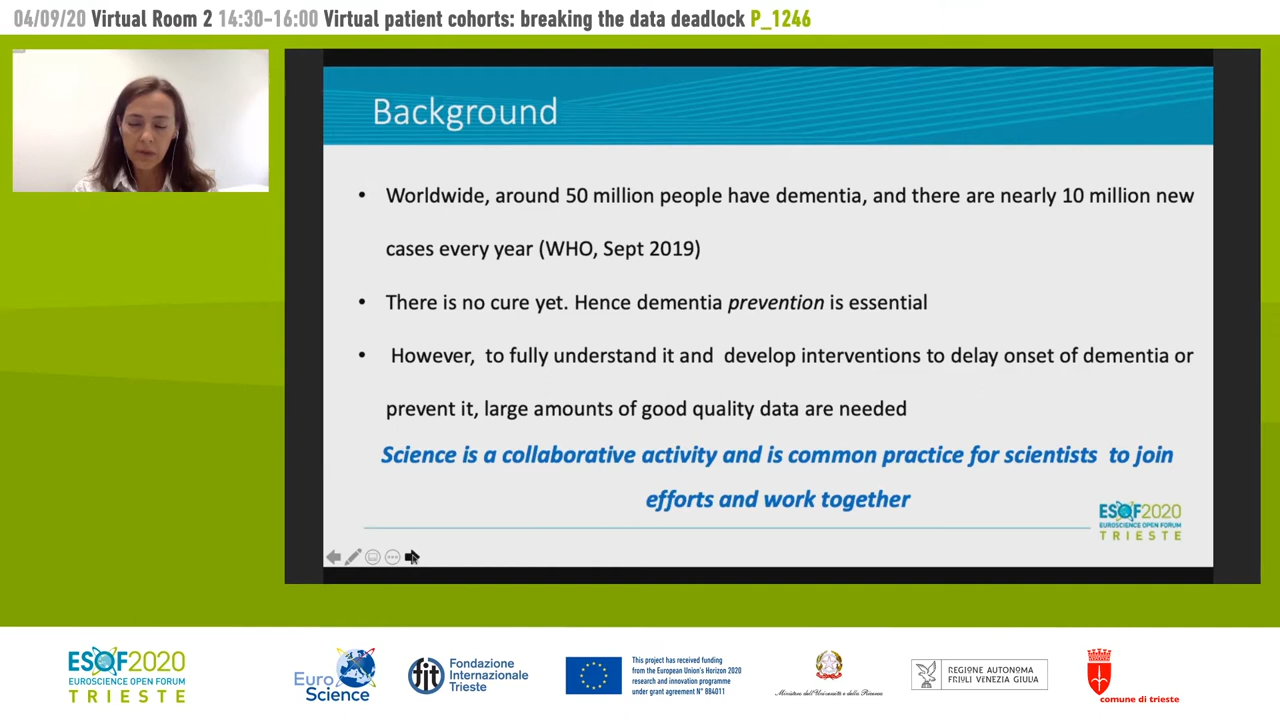 04/09/20 Virtual Room 2 14:30-16:00 Virtual patient cohorts: breaking the data deadlock P_1246
Background
• Worldwide, around 50 million people have dementia, and there are nearly 10 million new
cases every year (WHO, Sept 2019)
• There is no cure yet. Hence dementia prevention is essential
• However, to fully understand it and develop interventions to delay onset of dementia or
prevent it, large amounts of good quality data are needed
Science is a collaborative activity and is common practice for scientists to join
efforts and work together
ESOF2020
EUROSCIENCE OPEN FORUM
TRIESTE
ESOF2020
EUROSCIENCE OPEN FORUM
TRIESTE
Euro
Science
fit
Fondazione
Internazionale
Trieste
This project has received funding
from the European Union's Horizon 2020
research and innovation programme
under grant agreement N° 884011
Ministero dell'Università e della Ricerca
REGIONE AUTONOMA
FRIULI VENEZIA GIULIA
comune di trieste